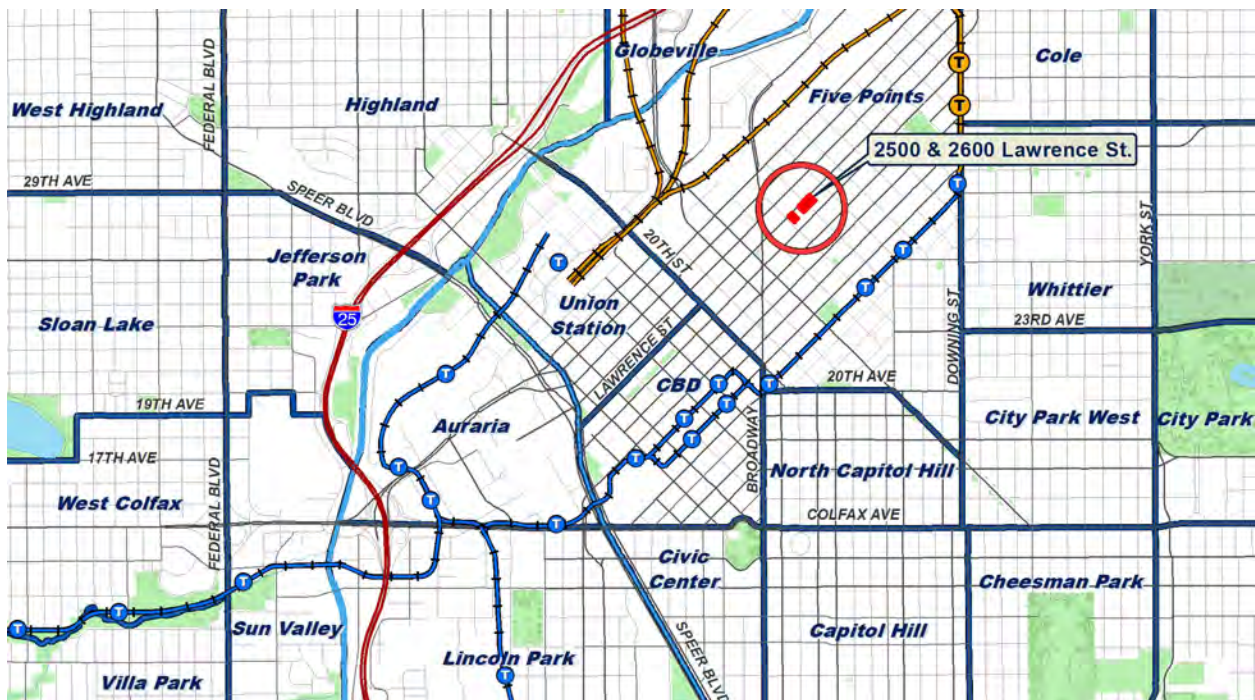 Globeville
Cole
West Highland
Highland
FEDERAL BLVD
Five Points
T
T
2500 & 2600 Lawrence St.
29TH AVE
SPEER BLVD
T
YORK ST
20TH ST
Jefferson
Park
T
T
T
Whittier
Union
Station
25
Sloan Lake
23RD AVE
LAWRENCE ST
DOWNING ST
T
CBD
T
T
20TH AVE
19TH AVE
T
T
City Park West
City Park
Auraria
T
BROADWAY
17TH AVE
T
T
North Capitol Hill
West Colfax
T
FEDERAL BLVD
COLFAX AVE
T
Civic
Center
Cheesman Park
T
T
T
Sun Valley
Capitol Hill
SPEER BLVD
Lincoln Park
T
Villa Park